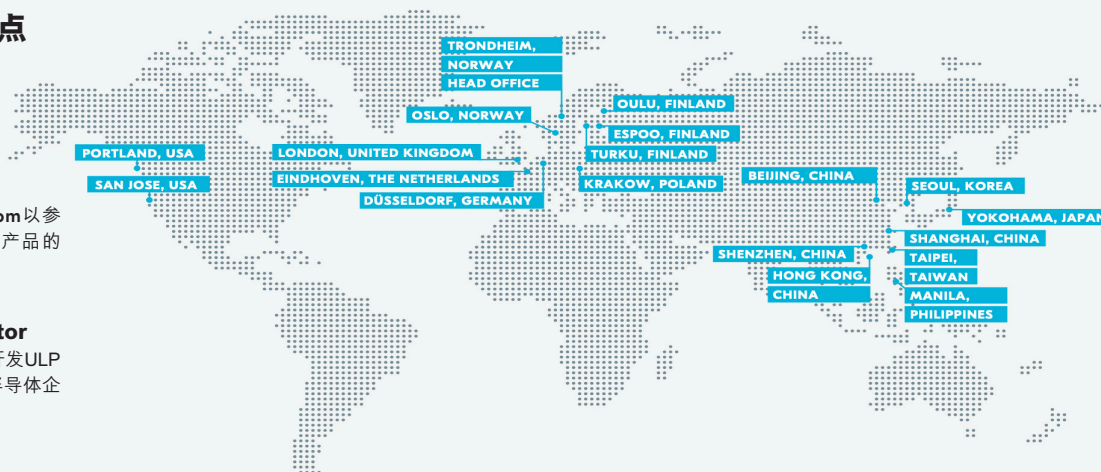 点
om以参
产品的
tor
开发ULP
半导体企
TRONDHEIM,
NORWAY
HEAD OFFICE
OSLO, NORWAY
OULU, FINLAND
ESPOO, FINLAND
TURKU, FINLAND
KRAKOW, POLAND
PORTLAND, USA
SAN JOSE, USA
LONDON, UNITED KINGDOM
EINDHOVEN, THE NETHERLANDS
DÜSSELDORF, GERMANY
BEIJING, CHINA
SEOUL, KOREA
YOKOHAMA, JAPAN
SHANGHAI, CHINA
SHENZHEN, CHINA
HONG KONG,
CHINA
TAIPEI,
TAIWAN
MANILA,
PHILIPPINES